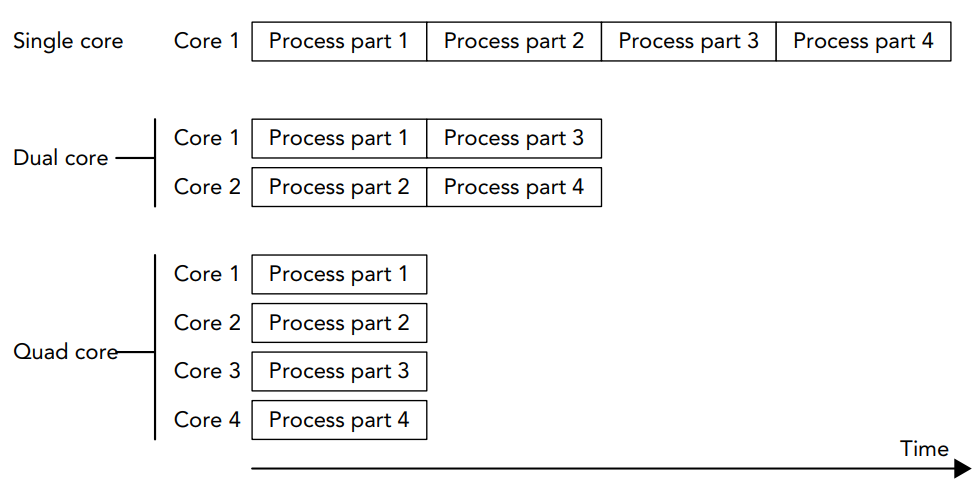 Single core Core 1 Process part 1 Process part 2 Process part 3 Process part 4
Core 1 Process part 1 Process part 3
Dual core
Core 2 Process part 2 Process part 4
Core 1 Process part 1
Core 2 Process part 2
Quad core
Core 3 Process part 3
Core 4 Process part 4
Time